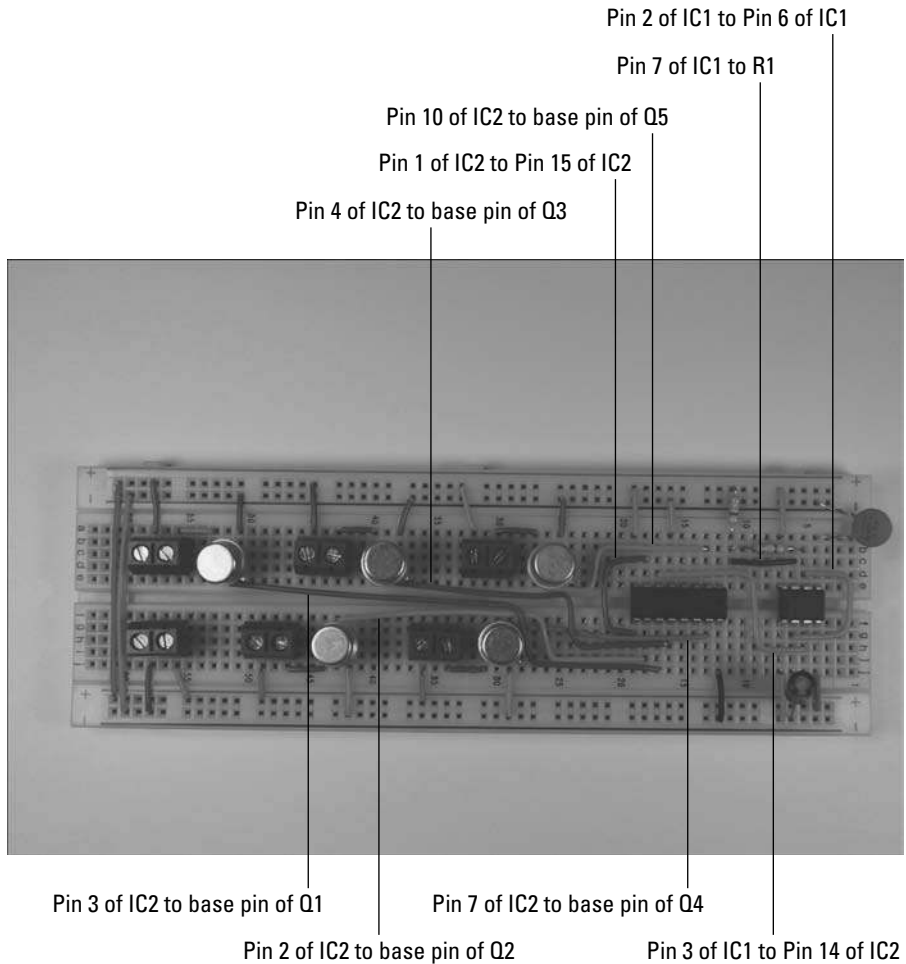 Pin 2 of IC1 to Pin 6 of IC1
Pin 7 of IC1 to R1
Pin 10 of IC2 to base pin of Q5
Pin 1 of IC2 to Pin 15 of IC2
Pin 4 of IC2 to base pin of Q3
Pin 3 of IC2 to base pin of Q1
Pin 7 of IC2 to base pin of Q4
Pin 2 of IC2 to base pin of Q2
Pin 3 of IC1 to Pin 14 of IC2